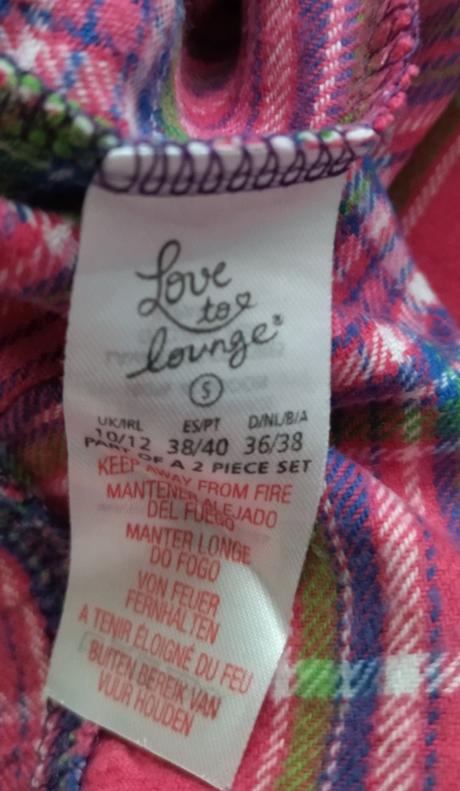 Love
to
lounge®
S
UK/IRL ES/PT D/NL/B/A
10/12 38/40 36/38
PART OF A 2 PIECE SET
KEEP AWAY FROM FIRE
MANTENER ALEJADO
DEL FUEGO
MANTER LONGE
DO FOGO
VON FEUER
FERNHALTEN
A TENIR ÉLOIGNÉ DU FEU
BUITEN BEREIK VAN
VUUR HOUDEN